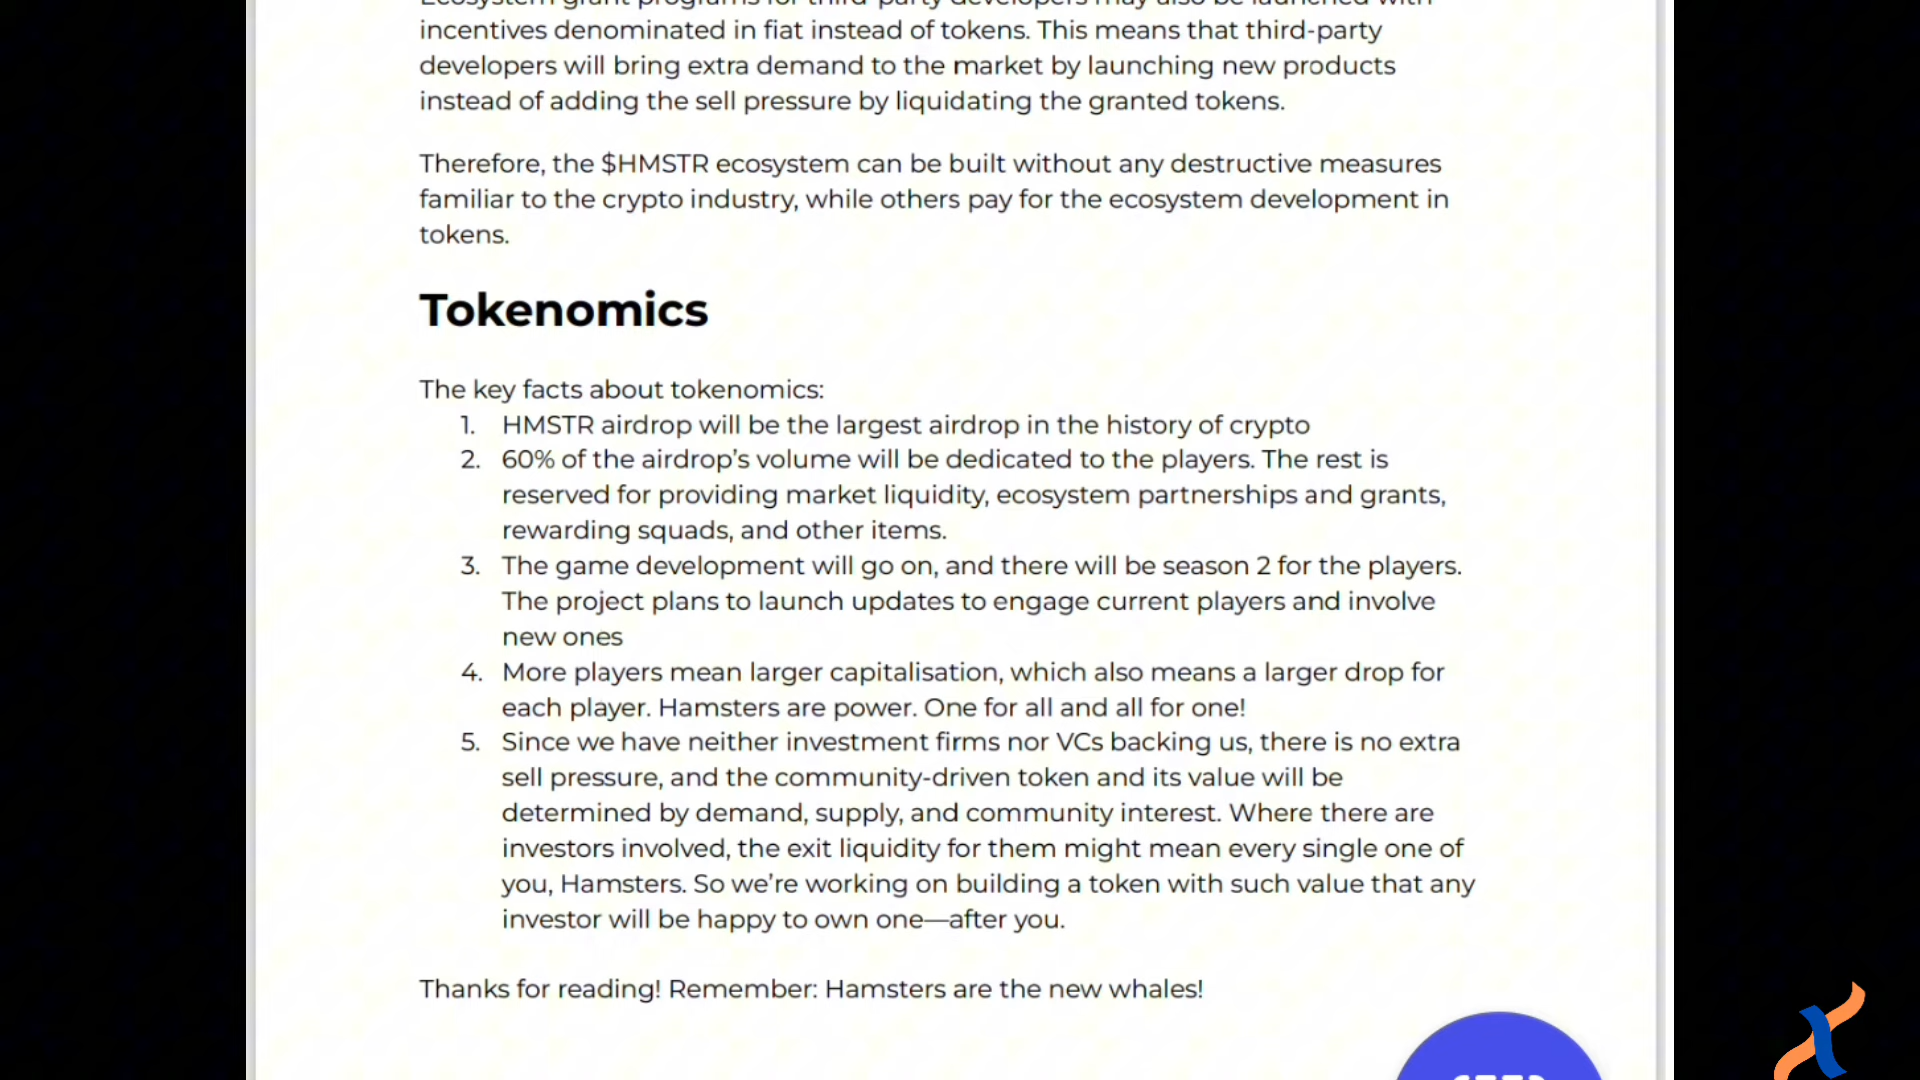 Ecosystem grant programs for third-party developers may also be launched with
incentives denominated in fiat instead of tokens. This means that third-party
developers will bring extra demand to the market by launching new products
instead of adding the sell pressure by liquidating the granted tokens.
Therefore, the $HMSTR ecosystem can be built without any destructive measures
familiar to the crypto industry, while others pay for the ecosystem development in
tokens.
Tokenomics
The key facts about tokenomics:
1. HMSTR airdrop will be the largest airdrop in the history of crypto
2. 60% of the airdrop’s volume will be dedicated to the players. The rest is
reserved for providing market liquidity, ecosystem partnerships and grants,
rewarding squads, and other items.
3. The game development will go on, and there will be season 2 for the players.
The project plans to launch updates to engage current players and involve
new ones
4. More players mean larger capitalisation, which also means a larger drop for
each player. Hamsters are power. One for all and all for one!
5. Since we have neither investment firms nor VCs backing us, there is no extra
sell pressure, and the community-driven token and its value will be
determined by demand, supply, and community interest. Where there are
investors involved, the exit liquidity for them might mean every single one of
you, Hamsters. So we’re working on building a token with such value that any
investor will be happy to own one—after you.
Thanks for reading! Remember: Hamsters are the new whales!